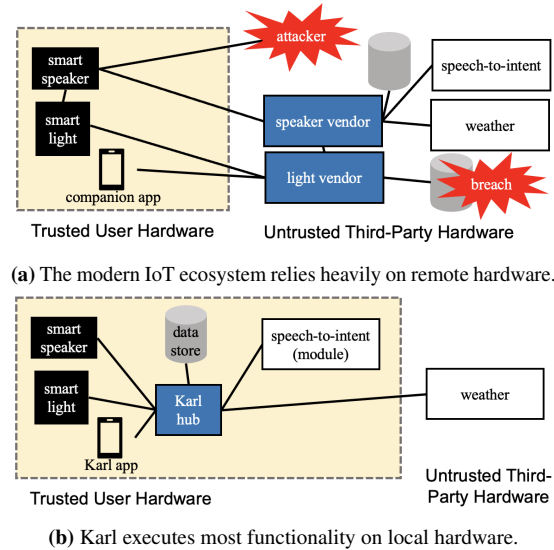 attacker
smart
speaker
speech-to-intent
smart
light
speaker vendor
weather
light vendor
breach
companion app
Trusted User Hardware
Untrusted Third-Party Hardware
(a) The modern IoT ecosystem relies heavily on remote hardware.
smart
speaker
data
store
speech-to-intent
(module)
smart
light
Karl
hub
weather
Karl app
Trusted User Hardware
Untrusted Third-
Party Hardware
(b) Karl executes most functionality on local hardware.